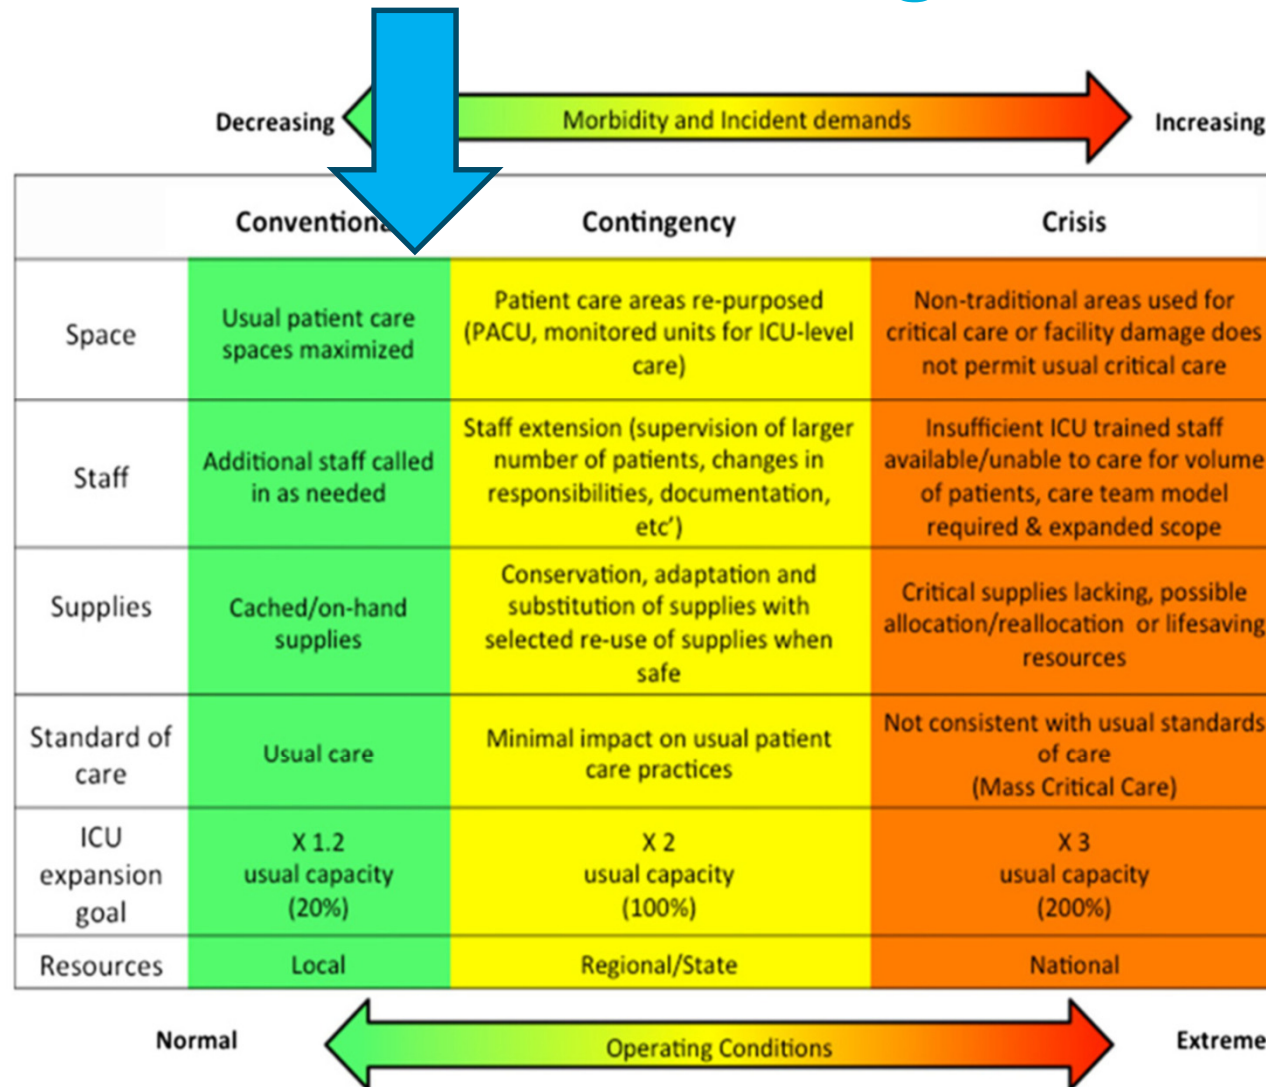 Decreasing
Morbidity and Incident demands
Increasing
Contingency
Crisis
Space
Usual patient care
spaces maximized
Patient care areas re-purposed
(PACU, monitored units for ICU-level
care)
Non-traditional areas used for
critical care or facility damage does
not permit usual critical care
Staff
Additional staff called
in as needed
Staff extension (supervision of larger
number of patients, changes in
responsibilities, documentation,
etc')
Insufficient ICU trained staff
available/unable to care for volume
of patients, care team model
required & expanded scope
Supplies
Cached/on-hand
supplies
Conservation, adaptation and
substitution of supplies with
selected re-use of supplies when
safe
Critical supplies lacking, possible
allocation/reallocation or lifesaving
resources
Standard of
care
Usual care
Minimal impact on usual patient
care practices
Not consistent with usual standards
of care
(Mass Critical Care)
ICU
expansion
goal
X 1.2
usual capacity
(20%)
X 2
usual capacity
(100%)
X 3
usual capacity
(200%)
Resources
Local
Regional/State
National
Normal
Operating Conditions
Extreme